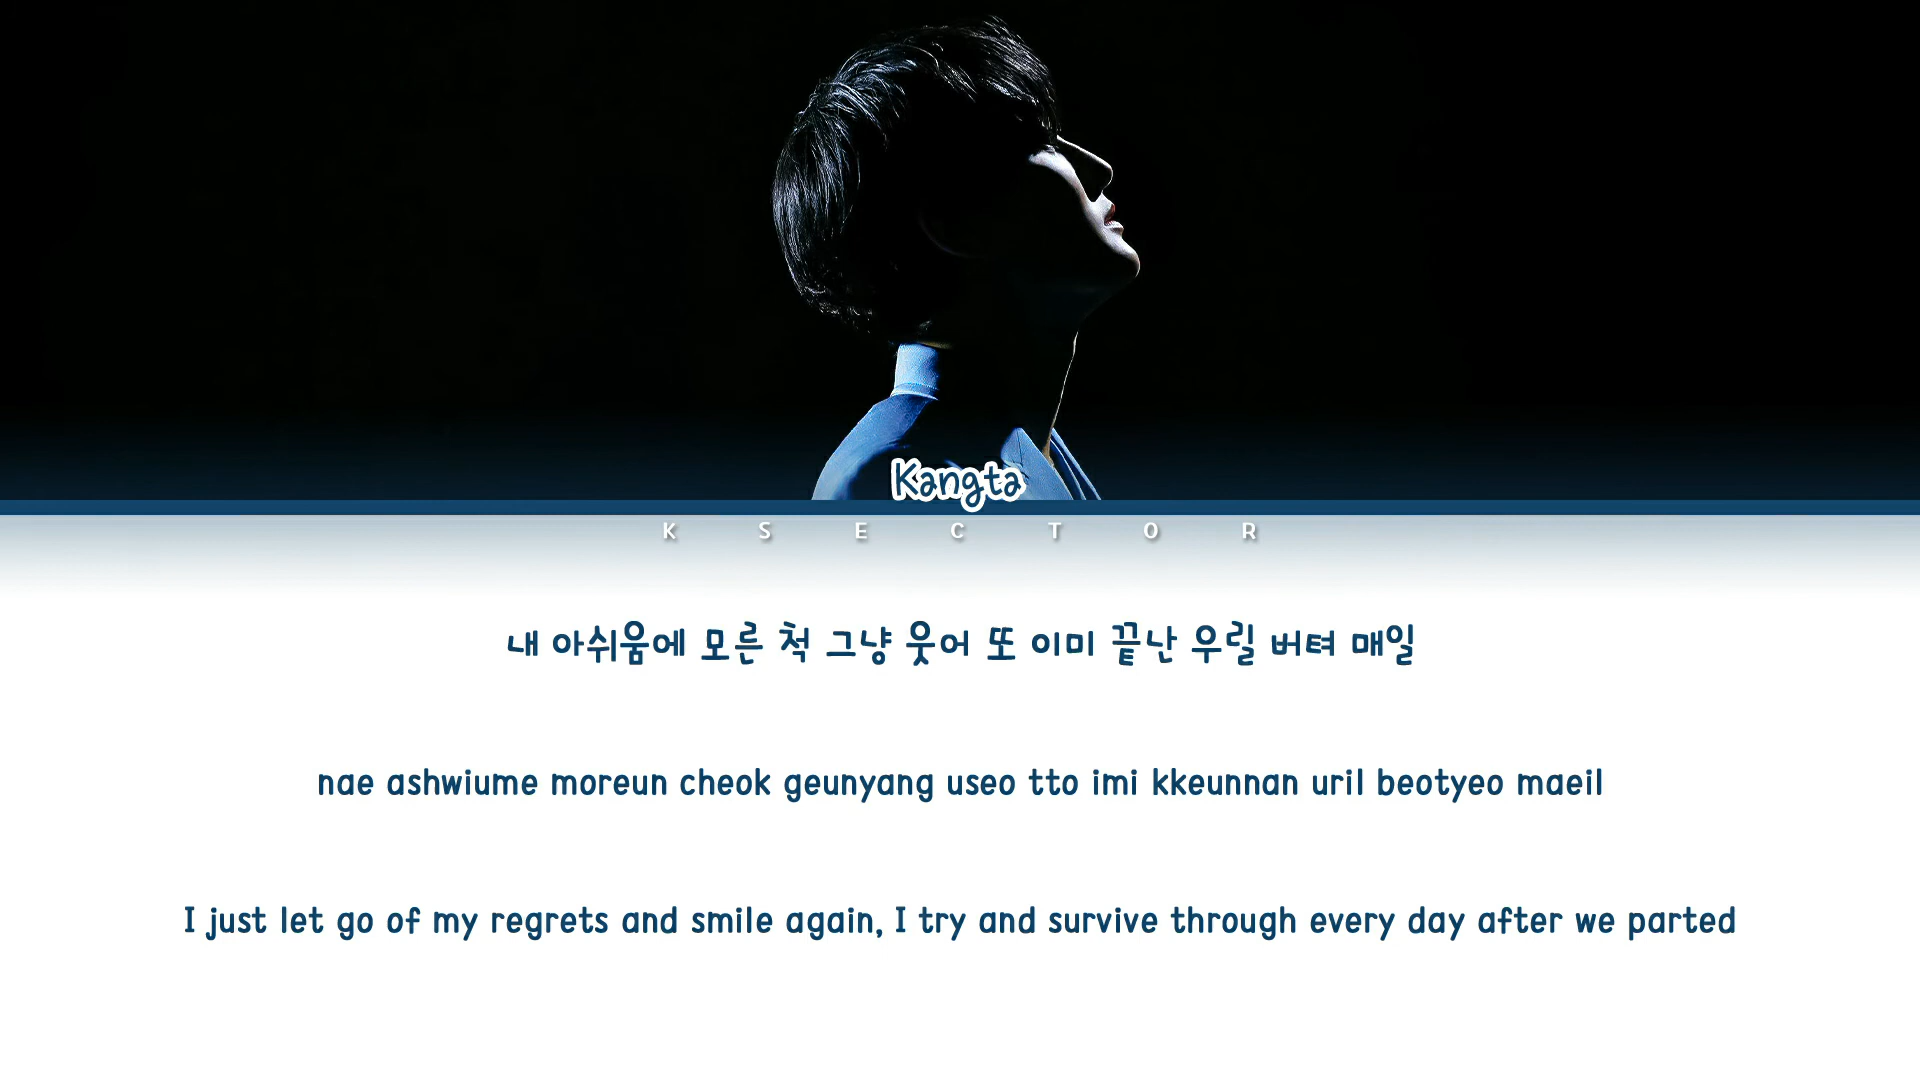 Kangta
K S E C T O R
내 아쉬움에 모른 척 그냥 웃어 또 이미 끝난 우릴 버텨 매일
nae ashwiume moreun cheok geunyang useo tto imi kkeunnan uril beotyeo maeil
I just let go of my regrets and smile again, I try and survive through every day after we parted